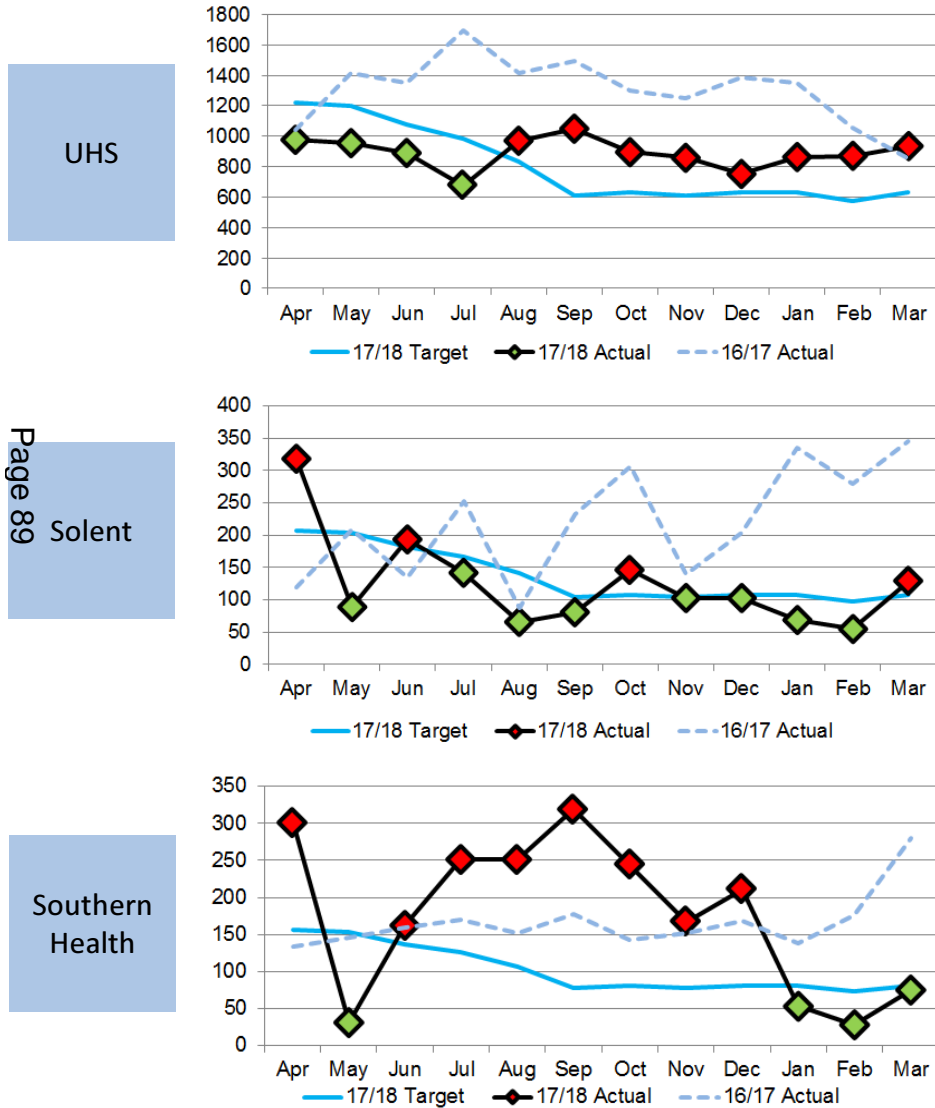 UHS
1800
1600
1400
1200
1000
800
600
400
200
0
Apr May Jun Jul Aug Sep Oct Nov Dec Jan Feb Mar
17/18 Target 17/18 Actual 16/17 Actual
Page 89
Solent
400
350
300
250
200
150
100
50
0
Apr May Jun Jul Aug Sep Oct Nov Dec Jan Feb Mar
17/18 Target 17/18 Actual 16/17 Actual
Southern
Health
350
300
250
200
150
100
50
0
Apr May Jun Jul Aug Sep Oct Nov Dec Jan Feb Mar
17/18 Target 17/18 Actual 16/17 Actual